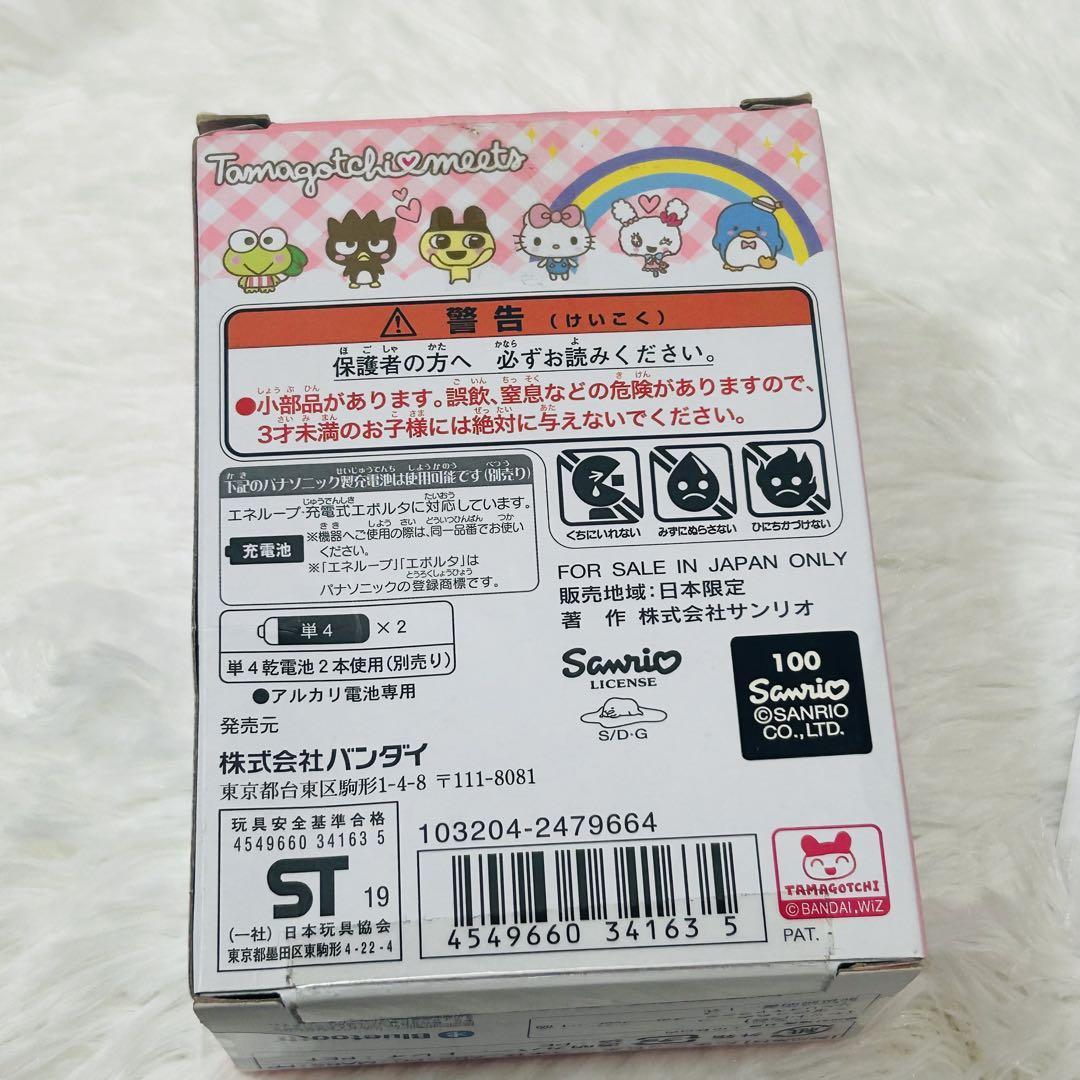 Tamagotchi♡meets
⚠ 警告 (けいこく)
保護者の方へ 必ずお読みください。
●小部品があります。誤飲、窒息などの危険がありますので、
3才未満のお子様には絶対に与えないでください。
下記のパナソニック製充電池は使用可能です(別売り)
エネループ・充電式エボルタに対応しています。
充電池
※機器へご使用の際は、同一品番でお使い
ください。
※「エネループ」「エボルタ」は
パナソニックの登録商標です。
くちにいれない
みずにぬらさない
ひにちかづけない
単4 ×2
単4乾電池2本使用(別売り)
●アルカリ電池専用
FOR SALE IN JAPAN ONLY
販売地域:日本限定
著 作 株式会社サンリオ
Sanrio
LICENSE
S/D・G
100
Sanrio
©SANRIO
CO.,LTD.
発売元
株式会社バンダイ
東京都台東区駒形1-4-8 〒111-8081
玩具安全基準合格
4549660 34163 5
ST 19
(一社)日本玩具協会
東京都墨田区東駒形4-22-4
103204-2479664
4549660 341635
TAMAGOTCHI
©BANDAI,WiZ
PAT.
Bluetooth